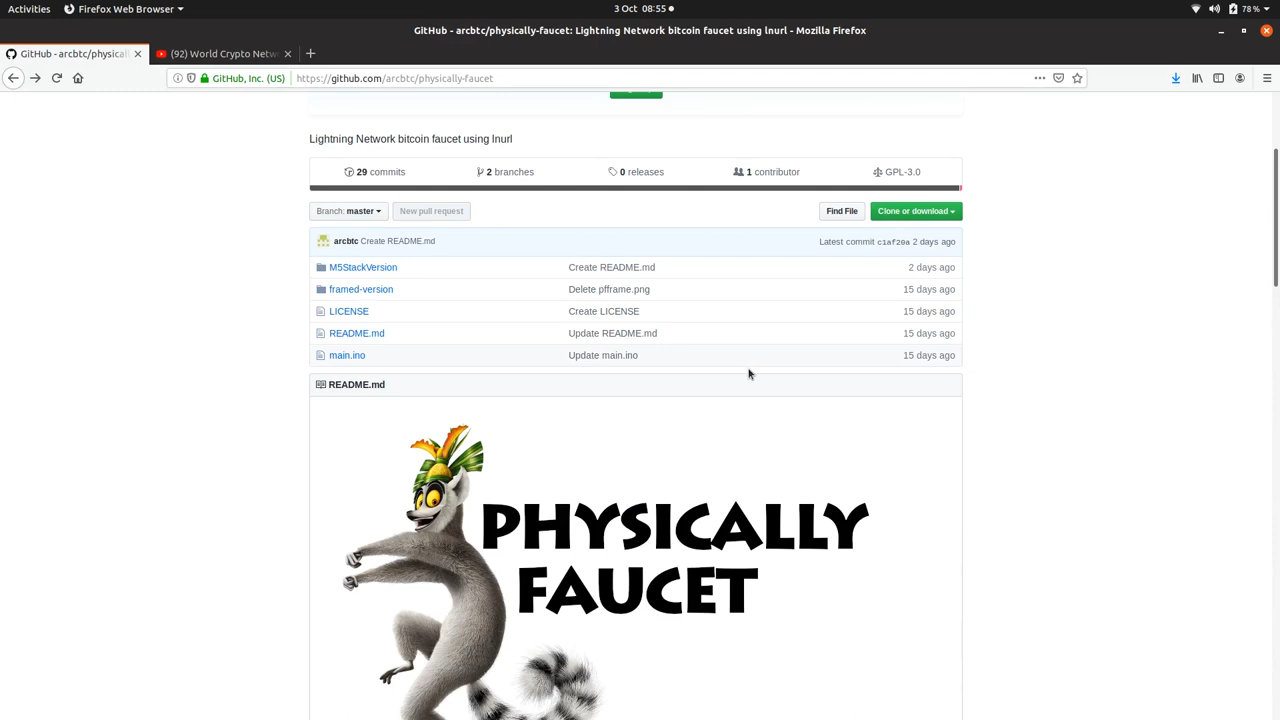 Activities Firefox Web Browser 3 Oct 08:55 78 %
GitHub - arcbtc/physically-faucet: Lightning Network bitcoin faucet using lnurl - Mozilla Firefox
GitHub - arcbtc/physicall (92) World Crypto Netw
GitHub, Inc. (US) https://github.com/arcbtc/physically-faucet
Lightning Network bitcoin faucet using lnurl
29 commits 2 branches 0 releases 1 contributor GPL-3.0
Branch: master New pull request Find File Clone or download
arcbtc Create README.md Latest commit c1af20a 2 days ago
M5StackVersion Create README.md 2 days ago
framed-version Delete pfframe.png 15 days ago
LICENSE Create LICENSE 15 days ago
README.md Update README.md 15 days ago
main.ino Update main.ino 15 days ago
README.md
PHYSICALLY
FAUCET